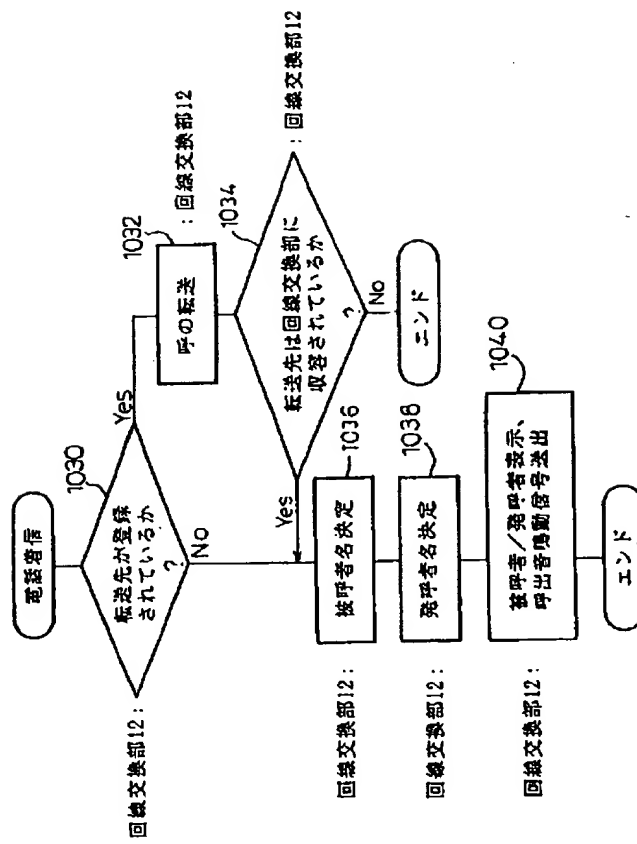 電話着信
1030
転送先が登録
されているか
?
Yes
No
回線交換部12:
1032
呼の転送
:回線交換部12
1034
転送先は回線交換部に
収容されているか
?
:回線交換部12
Yes
No
エンド
1036
被呼者名決定
回線交換部12:
1038
発呼者名決定
回線交換部12:
1040
被呼者/発呼者表示、
呼出音鳴動信号送出
回線交換部12:
エンド